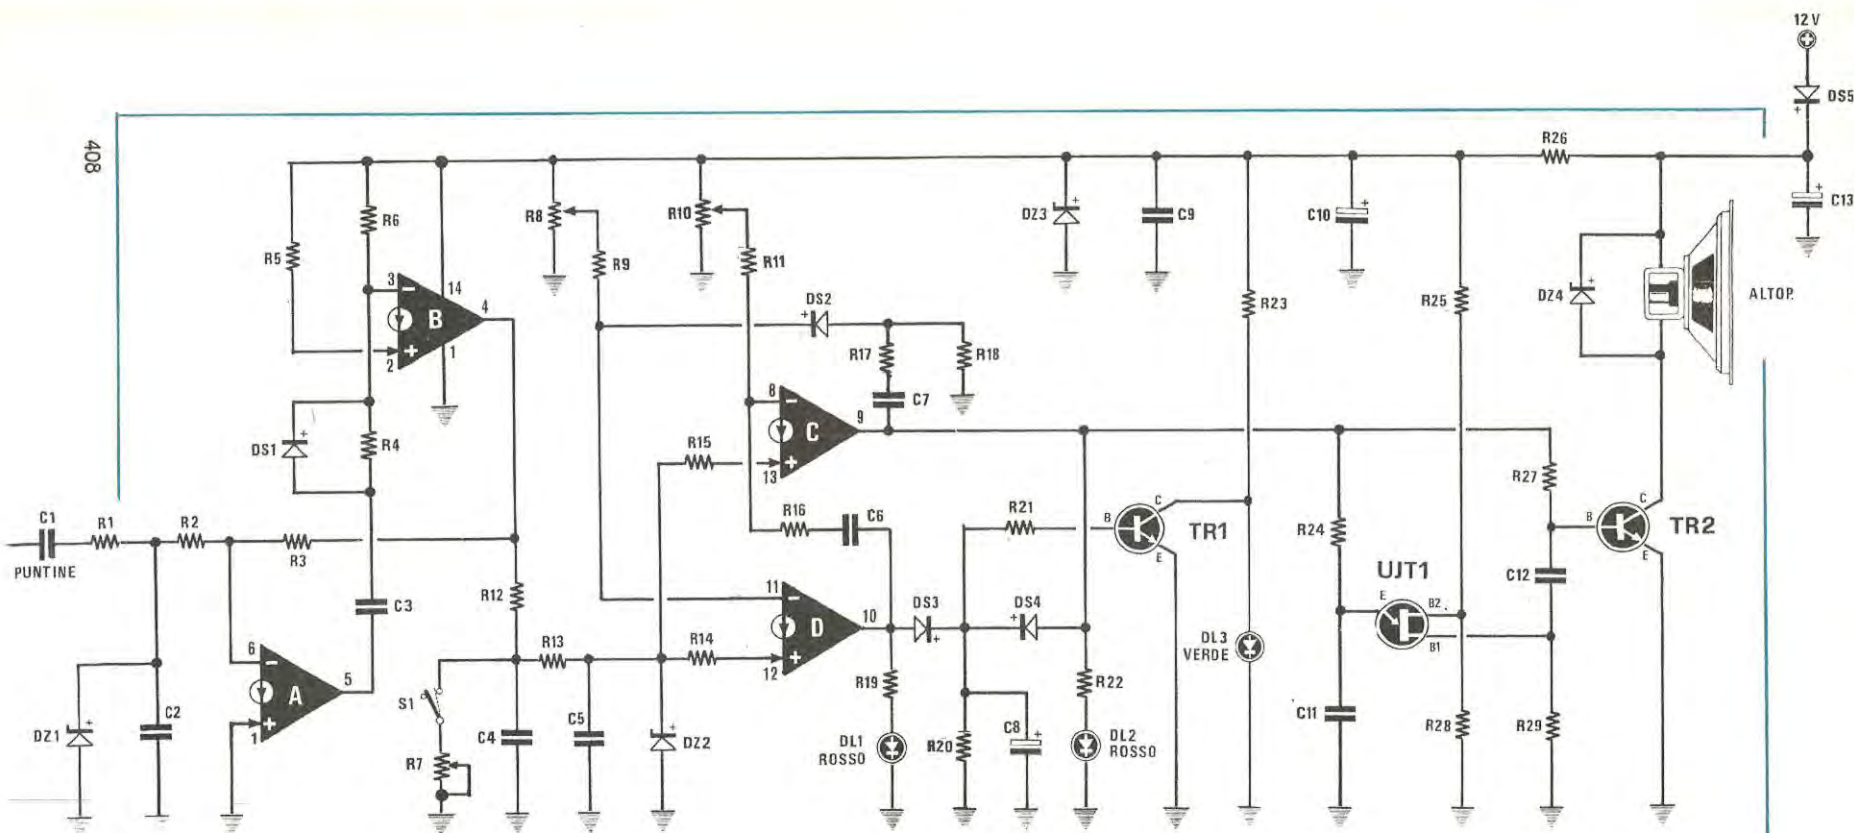 12 V
DS5
408
R26
C13
R6
R8
R10
DZ3
C9
C10
R5
R9
R11
R23
R25
DZ4
ALTOP.
3
14
B
4
2
1
DS2
R17
R18
DS1
R4
C7
8
C
9
13
R15
R27
C
B
TR2
E
C1
R1
R2
R3
PUNTINE
R16
C6
R21
B
C
TR1
E
R24
C12
UJT1
E
B2
B1
C3
R12
11
D
10
12
DS3
DS4
R13
R14
DL3
VERDE
6
A
5
1
S1
R19
R22
DZ1
C2
C4
C5
DZ2
R7
DL1
ROSSO
R20
C8
DL2
ROSSO
C11
R28
R29